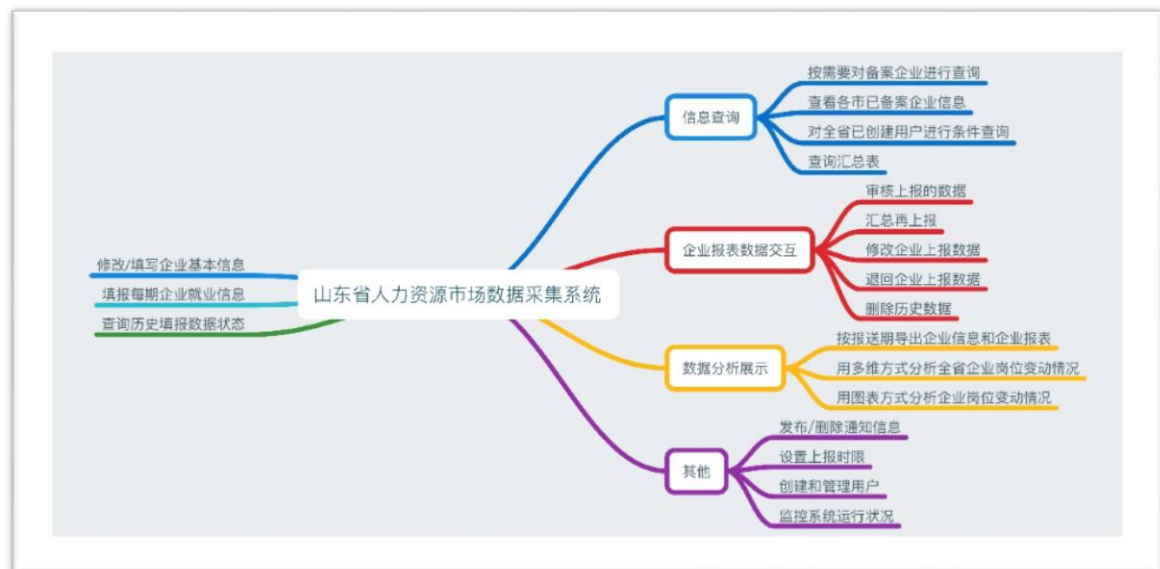 山东省人力资源市场数据采集系统
修改/填写企业基本信息
填报每期企业就业信息
查询历史填报数据状态
信息查询
按需要对备案企业进行查询
查看各市已备案企业信息
对全省已创建用户进行条件查询
查询汇总表
企业报表数据交互
审核上报的数据
汇总再上报
修改企业上报数据
退回企业上报数据
删除历史数据
数据分析展示
按报送期导出企业信息和企业报表
用多维方式分析全省企业岗位变动情况
用图表方式分析企业岗位变动情况
其他
发布/删除通知信息
设置上报时限
创建和管理用户
监控系统运行状况